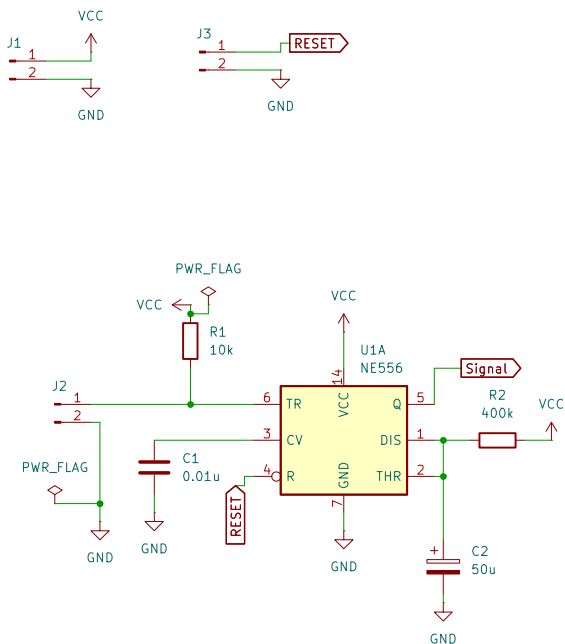 VCC
J1
1
2
GND
J3
1
2
RESET
GND
PWR_FLAG
VCC
R1
10k
VCC
U1A
NE556
14
VCC
J2
1
2
6
TR
Q
5
Signal
R2
400k
VCC
3
CV
DIS
1
C1
0.01u
4
R
THR
2
GND
7
PWR_FLAG
RESET
GND
GND
GND
C2
50u
GND